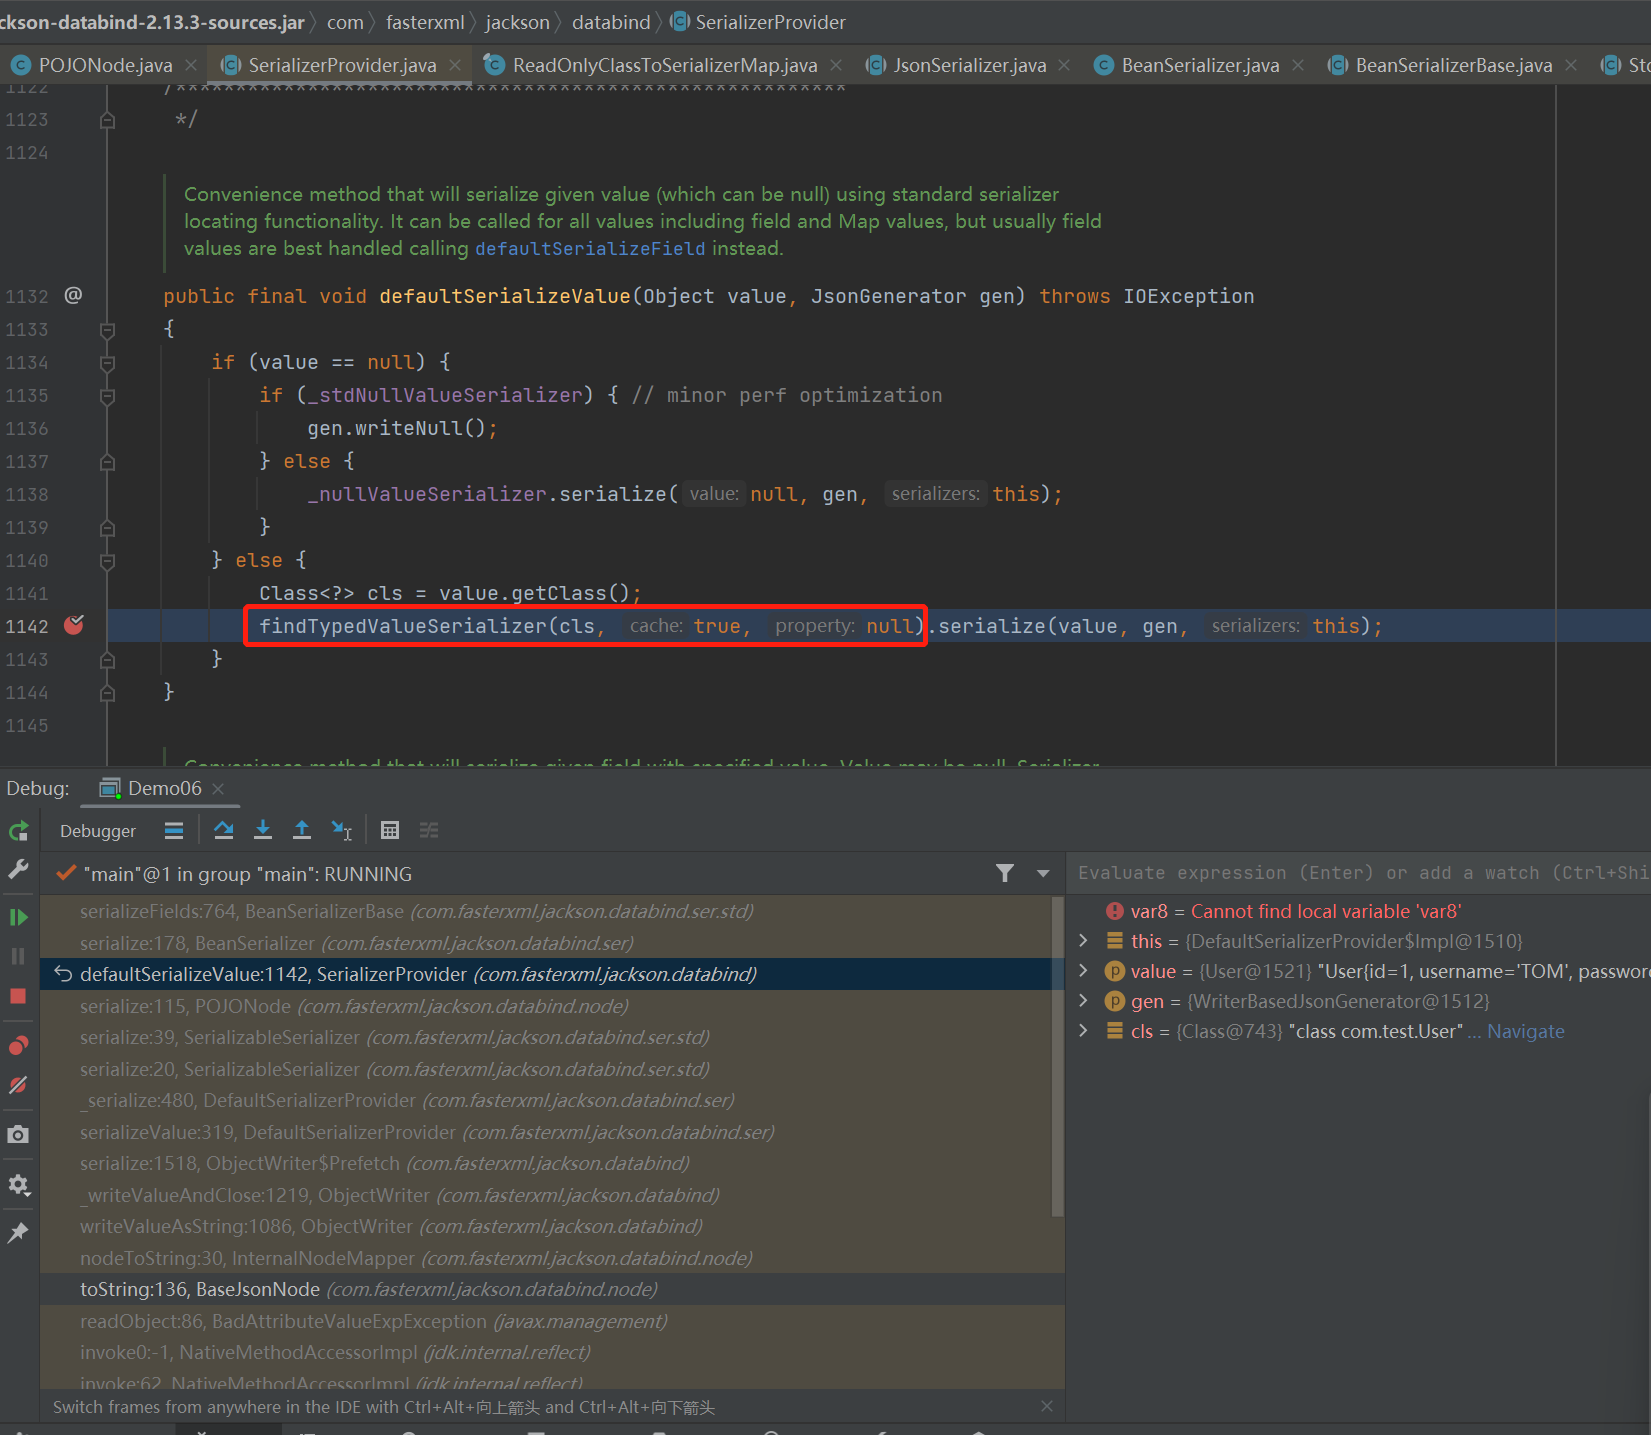 ckson-databind-2.13.3-sources.jar com fasterxml jackson databind SerializerProvider
POJONode.java SerializerProvider.java ReadOnlyClassToSerializerMap.java JsonSerializer.java BeanSerializer.java BeanSerializerBase.java
1122 /********************************************************
1123 */
1124
Convenience method that will serialize given value (which can be null) using standard serializer
locating functionality. It can be called for all values including field and Map values, but usually field
values are best handled calling defaultSerializeField instead.
1132 @ public final void defaultSerializeValue(Object value, JsonGenerator gen) throws IOException
1133 {
1134 if (value == null) {
1135 if (_stdNullValueSerializer) { // minor perf optimization
1136 gen.writeNull();
1137 } else {
1138 _nullValueSerializer.serialize( value: null, gen, serializers: this);
1139 }
1140 } else {
1141 Class<?> cls = value.getClass();
1142 findTypedValueSerializer(cls, cache: true, property: null).serialize(value, gen, serializers: this);
1143 }
1144 }
1145
Convenience method that will serialize given field with specified value. Value may be null. Serializer
Debug: Demo06
Debugger
"main"@1 in group "main": RUNNING
serializeFields:764, BeanSerializerBase (com.fasterxml.jackson.databind.ser.std)
serialize:178, BeanSerializer (com.fasterxml.jackson.databind.ser)
defaultSerializeValue:1142, SerializerProvider (com.fasterxml.jackson.databind)
serialize:115, POJONode (com.fasterxml.jackson.databind.node)
serialize:39, SerializableSerializer (com.fasterxml.jackson.databind.ser.std)
serialize:20, SerializableSerializer (com.fasterxml.jackson.databind.ser.std)
_serialize:480, DefaultSerializerProvider (com.fasterxml.jackson.databind.ser)
serializeValue:319, DefaultSerializerProvider (com.fasterxml.jackson.databind.ser)
serialize:1518, ObjectWriter$Prefetch (com.fasterxml.jackson.databind)
_writeValueAndClose:1219, ObjectWriter (com.fasterxml.jackson.databind)
writeValueAsString:1086, ObjectWriter (com.fasterxml.jackson.databind)
nodeToString:30, InternalNodeMapper (com.fasterxml.jackson.databind.node)
toString:136, BaseJsonNode (com.fasterxml.jackson.databind.node)
readObject:86, BadAttributeValueExpException (javax.management)
invoke0:-1, NativeMethodAccessorImpl (jdk.internal.reflect)
invoke:62, NativeMethodAccessorImpl (jdk.internal.reflect)
Switch frames from anywhere in the IDE with Ctrl+Alt+向上箭头 and Ctrl+Alt+向下箭头
Evaluate expression (Enter) or add a watch (Ctrl+Shi
var8 = Cannot find local variable 'var8'
this = {DefaultSerializerProvider$Impl@1510}
value = {User@1521} "User{id=1, username='TOM', passwor
gen = {WriterBasedJsonGenerator@1512}
cls = {Class@743} "class com.test.User" ... Navigate